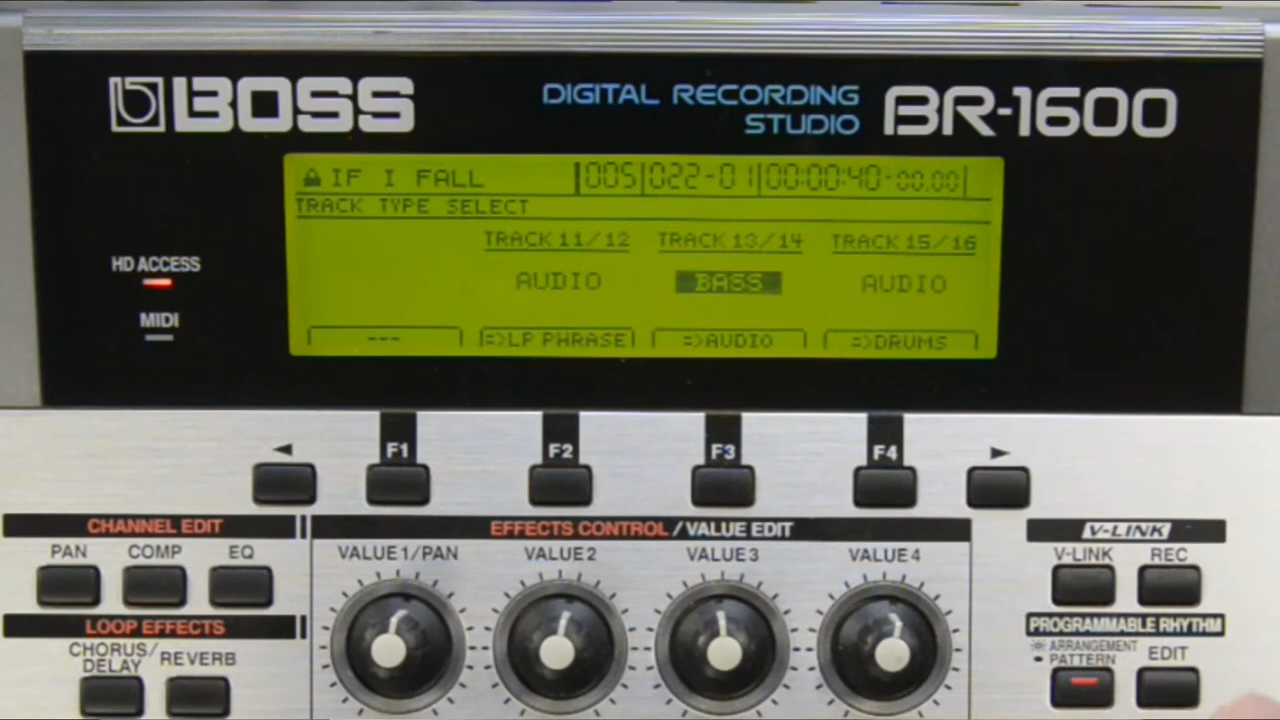 BOSS DIGITAL RECORDING STUDIO BR-1600
IF I FALL 005 022-01 00:00:40-00.00
TRACK TYPE SELECT
TRACK 11/12 TRACK 13/14 TRACK 15/16
AUDIO BASS AUDIO
--- =>LP PHRASE =>AUDIO =>DRUMS
HD ACCESS
MIDI
◄ F1 F2 F3 F4 ►
CHANNEL EDIT
PAN COMP EQ
LOOP EFFECTS
CHORUS/DELAY REVERB
EFFECTS CONTROL / VALUE EDIT
VALUE 1/PAN VALUE 2 VALUE 3 VALUE 4
V-LINK
V-LINK REC
PROGRAMMABLE RHYTHM
ARRANGEMENT
PATTERN EDIT